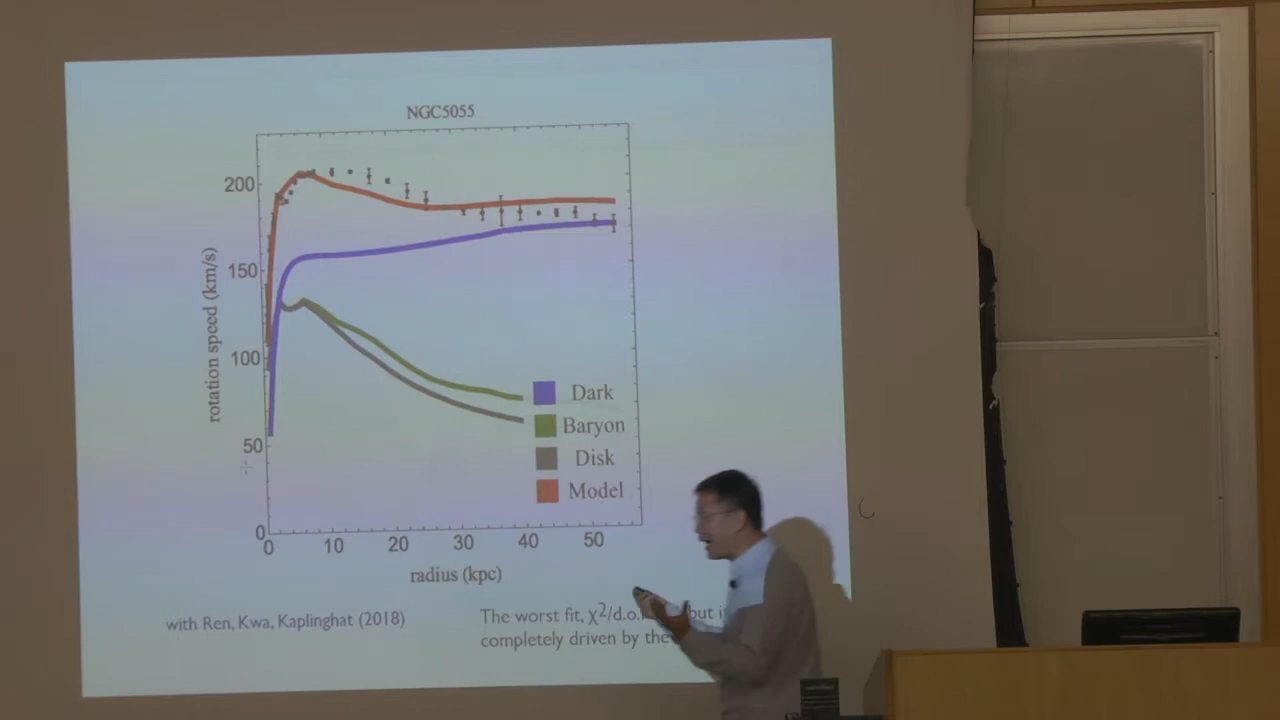 NGC5055
200
150
100
50
0
rotation speed (km/s)
Dark
Baryon
Disk
Model
0 10 20 30 40 50
radius (kpc)
with Ren, Kwa, Kaplinghat (2018)
The worst fit, χ2/d.o. but
completely driven by the